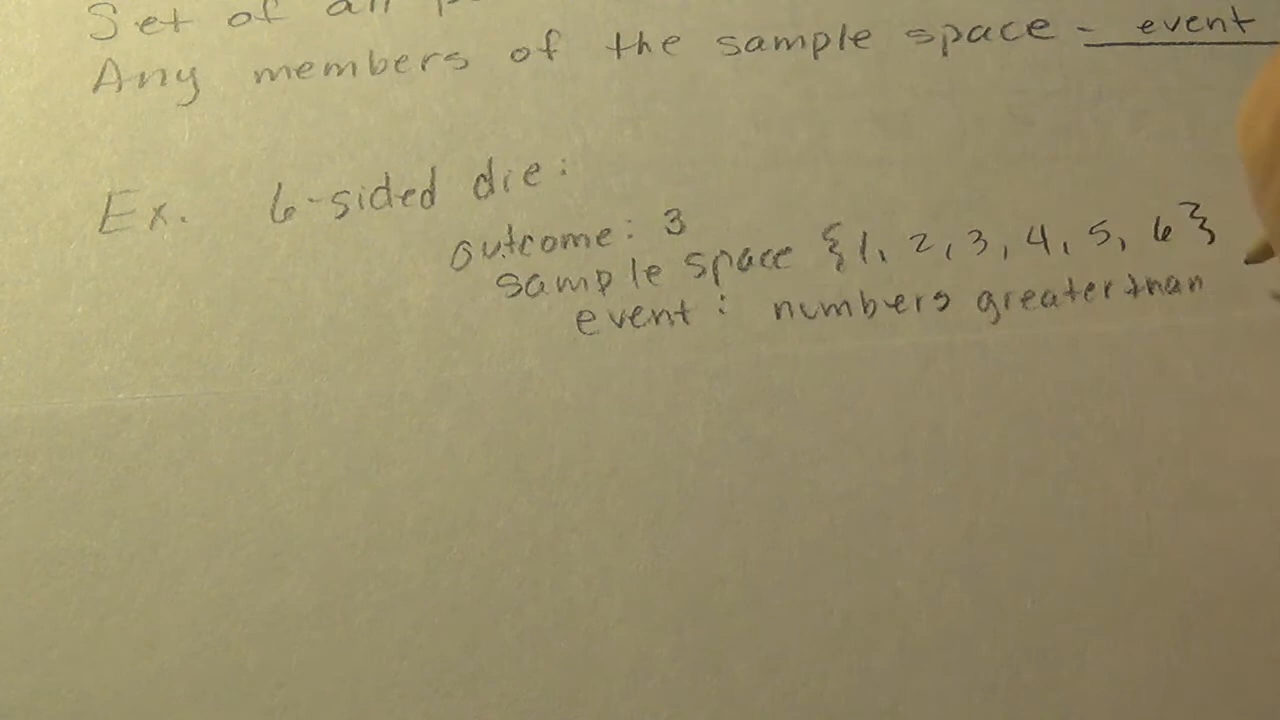 Set of all
Any members of the sample space - event
Ex. 6-sided die:
outcome: 3
sample space {1, 2, 3, 4, 5, 6}
event: numbers greater than